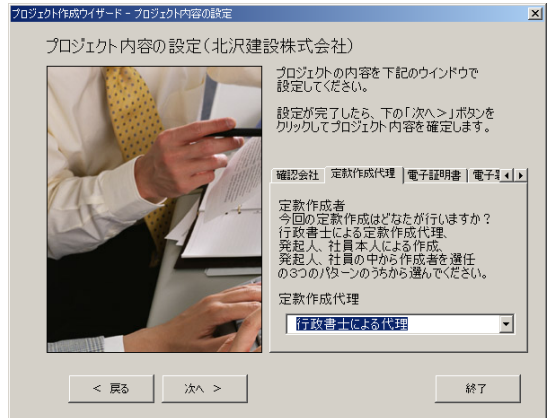 プロジェクト作成ウィザード - プロジェクト内容の設定
プロジェクト内容の設定(北沢建設株式会社)
プロジェクトの内容を下記のウインドウで
設定してください。
設定が完了したら、下の「次へ>」ボタンを
クリックしてプロジェクト内容を確定します。
確認会社 定款作成代理 電子証明書 電子
定款作成者
今回の定款作成はどなたが行いますか?
行政書士による定款作成代理、
発起人、社員本人による作成、
発起人、社員の中から作成者を選任
の3つのパターンのうちから選んでください。
定款作成代理
行政書士による代理
< 戻る 次へ > 終了